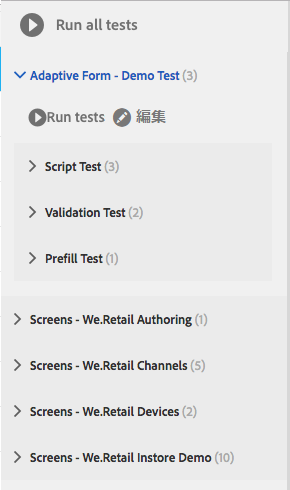 Run all tests
Adaptive Form - Demo Test (3)
Run tests 編集
Script Test (3)
Validation Test (2)
Prefill Test (1)
Screens - We.Retail Authoring (1)
Screens - We.Retail Channels (5)
Screens - We.Retail Devices (2)
Screens - We.Retail Instore Demo (10)